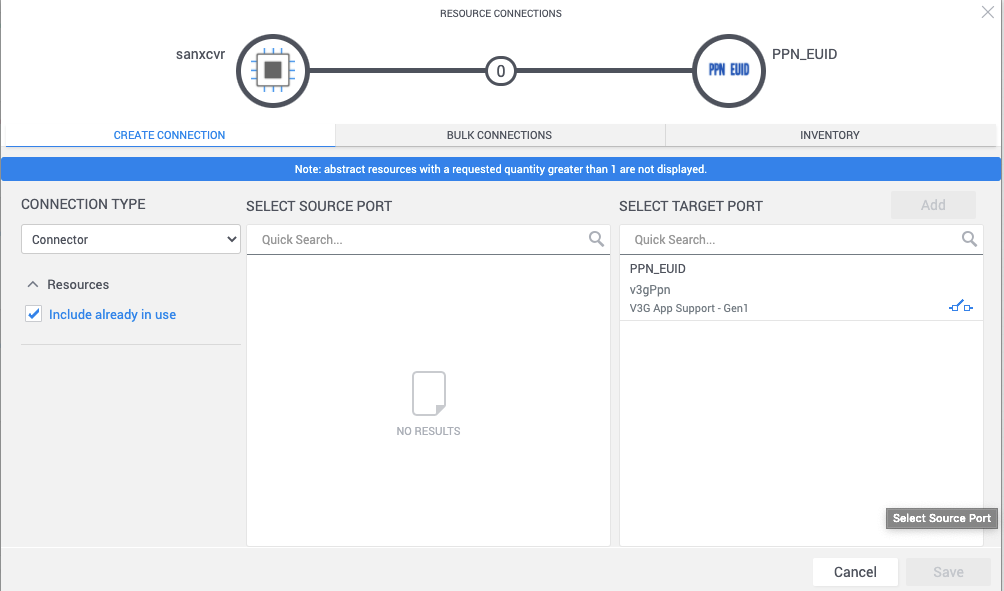 RESOURCE CONNECTIONS
sanxcvr
0
PPN EUID
PPN_EUID
CREATE CONNECTION
BULK CONNECTIONS
INVENTORY
Note: abstract resources with a requested quantity greater than 1 are not displayed.
CONNECTION TYPE
SELECT SOURCE PORT
SELECT TARGET PORT
Add
Connector
Quick Search...
Quick Search...
Resources
Include already in use
PPN_EUID
v3gPpn
V3G App Support - Gen1
NO RESULTS
Select Source Port
Cancel
Save